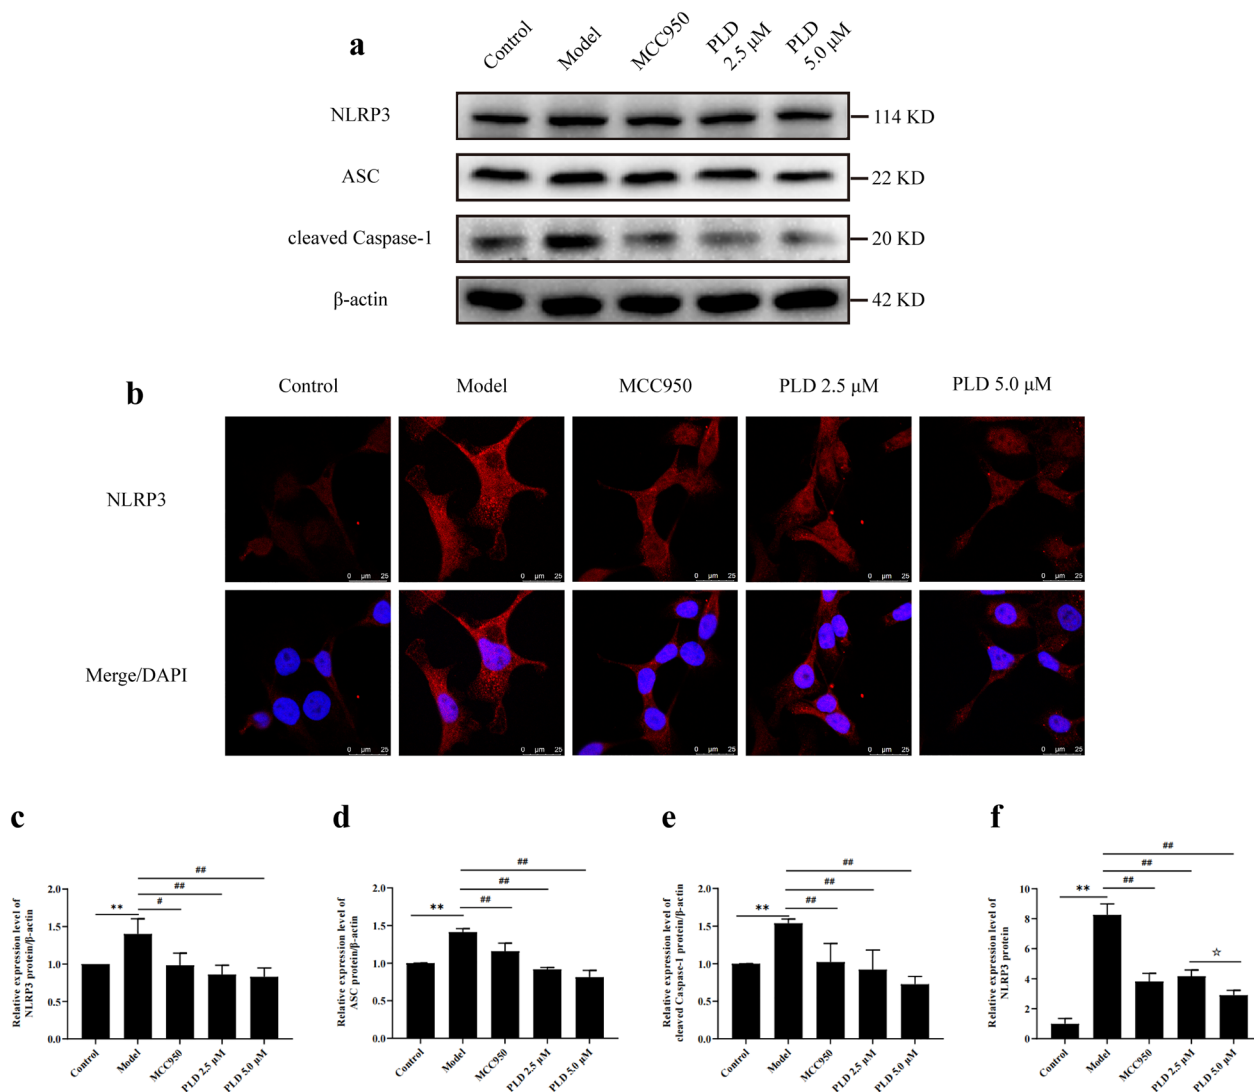 a
Control
Model
MCC950
PLD
2.5 μM
PLD
5.0 μM
NLRP3
114 KD
ASC
22 KD
cleaved Caspase-1
20 KD
β-actin
42 KD
b
Control
Model
MCC950
PLD 2.5 μM
PLD 5.0 μM
NLRP3
0 μm 25
0 μm 25
0 μm 25
0 μm 25
0 μm 25
Merge/DAPI
0 μm 25
0 μm 25
0 μm 25
0 μm 25
0 μm 25
c
Relative expression level of
NLRP3 protein/β-actin
2.0
1.5
1.0
0.5
0.0
**
#
##
##
Control
Model
MCC950
PLD 2.5 μM
PLD 5.0 μM
d
Relative expression level of
ASC protein/β-actin
2.0
1.5
1.0
0.5
0.0
**
##
##
##
Control
Model
MCC950
PLD 2.5 μM
PLD 5.0 μM
e
Relative expression level of
cleaved Caspase-1 protein/β-actin
2.0
1.5
1.0
0.5
0.0
**
##
##
##
Control
Model
MCC950
PLD 2.5 μM
PLD 5.0 μM
f
Relative expression level of
NLRP3 protein
10
8
6
4
2
0
**
##
##
##
☆
Control
Model
MCC950
PLD 2.5 μM
PLD 5.0 μM